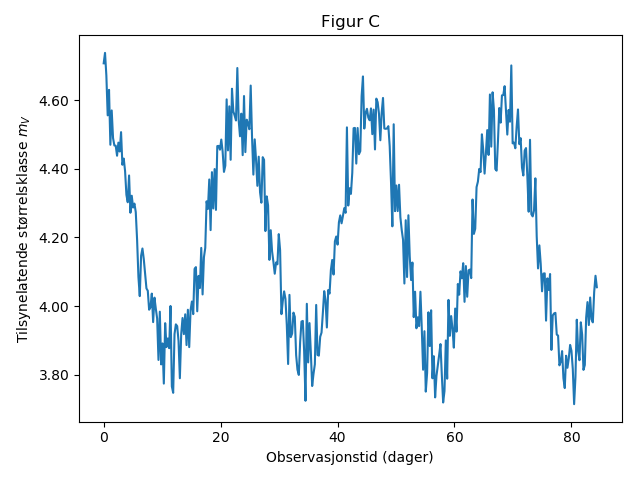 Figur C
Tilsynelatende størrelsesklasse m_V
4.60
4.40
4.20
4.00
3.80
0 20 40 60 80
Observasjonstid (dager)